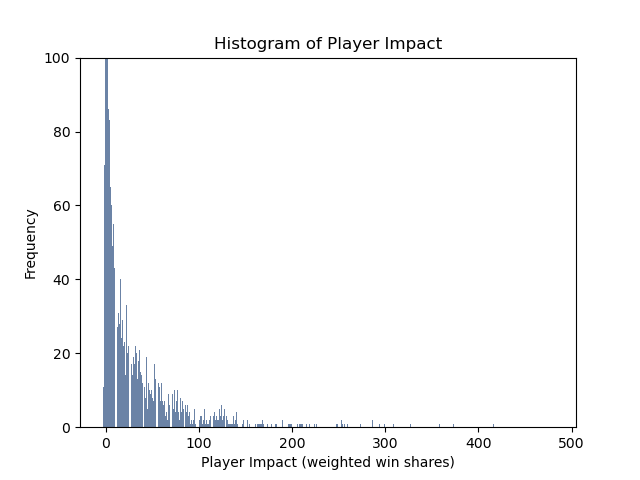 Histogram of Player Impact
100
80
60
40
20
0
Frequency
0 100 200 300 400 500
Player Impact (weighted win shares)